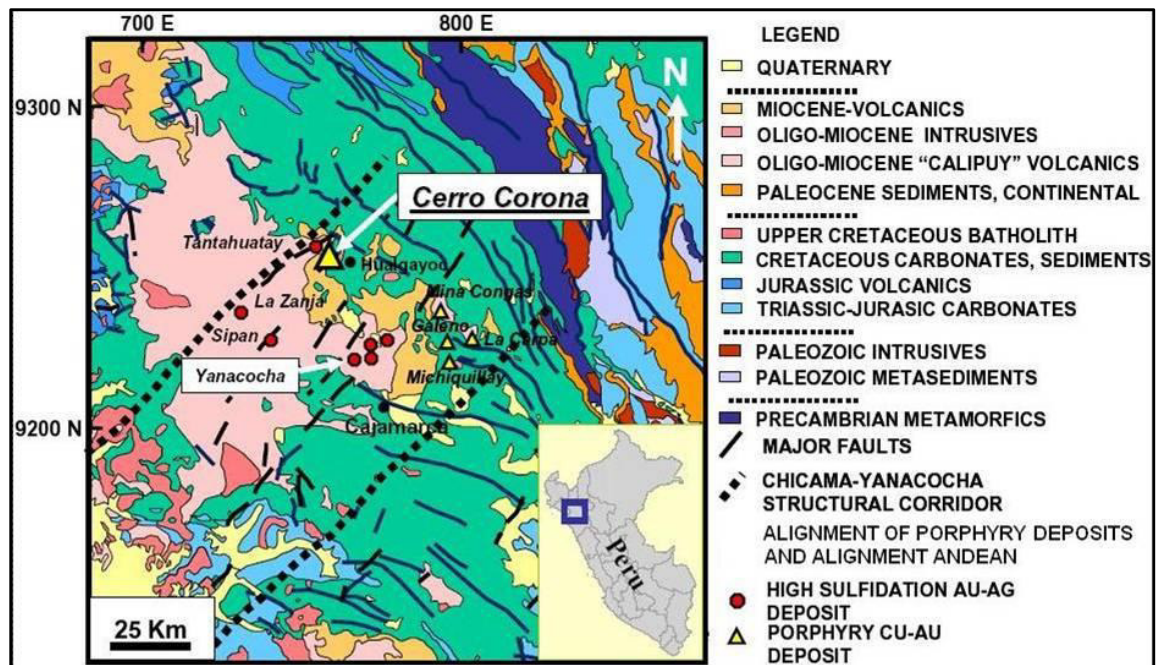 700 E
800 E
9300 N
9200 N
N
Cerro Corona
Tantahuatay
Hualgayoc
La Zanja
Mina Congas
Sipan
Galeno
La Carpa
Yanacocha
Michiquillay
Cajamarca
25 Km
Peru
LEGEND
QUATERNARY
MIOCENE-VOLCANICS
OLIGO-MIOCENE INTRUSIVES
OLIGO-MIOCENE “CALIPUY” VOLCANICS
PALEOCENE SEDIMENTS, CONTINENTAL
UPPER CRETACEOUS BATHOLITH
CRETACEOUS CARBONATES, SEDIMENTS
JURASSIC VOLCANICS
TRIASSIC-JURASIC CARBONATES
PALEOZOIC INTRUSIVES
PALEOZOIC METASEDIMENTS
PRECAMBRIAN METAMORFICS
MAJOR FAULTS
CHICAMA-YANACOCHA
STRUCTURAL CORRIDOR
ALIGNMENT OF PORPHYRY DEPOSITS
AND ALIGNMENT ANDEAN
HIGH SULFIDATION AU-AG
DEPOSIT
PORPHYRY CU-AU
DEPOSIT